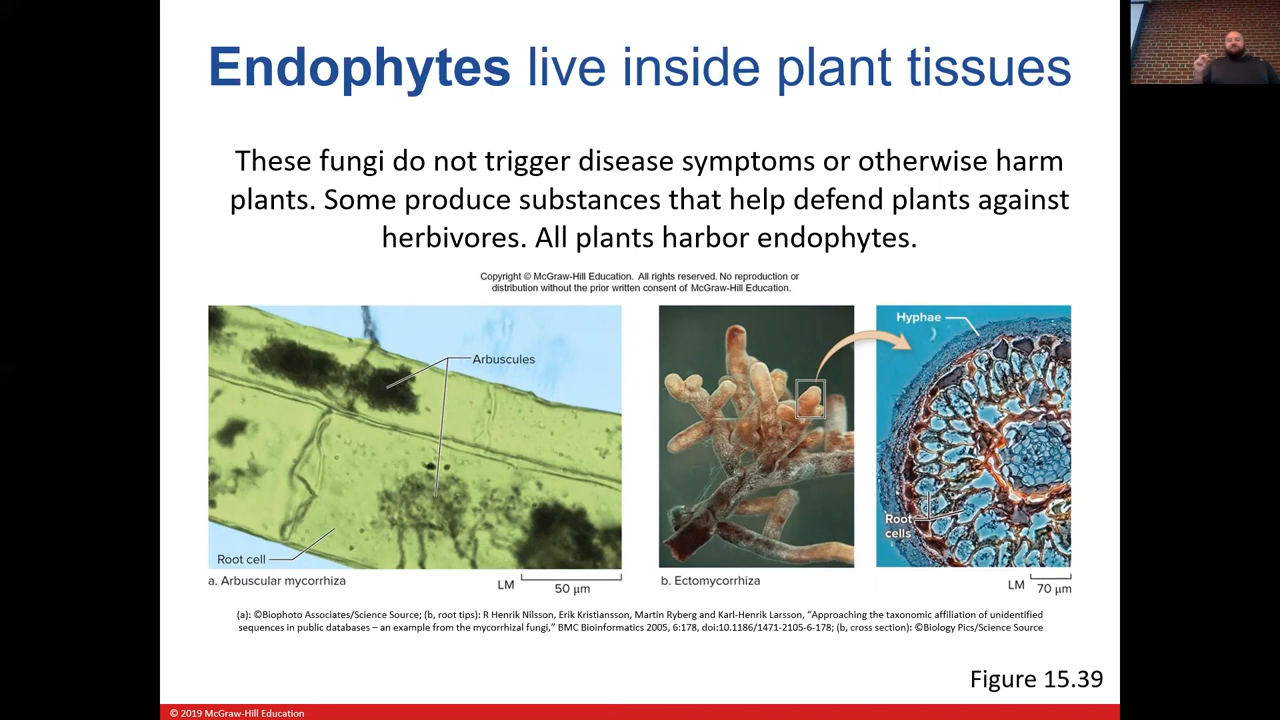 Endophytes live inside plant tissues
These fungi do not trigger disease symptoms or otherwise harm
plants. Some produce substances that help defend plants against
herbivores. All plants harbor endophytes.
Copyright © McGraw-Hill Education. All rights reserved. No reproduction or
distribution without the prior written consent of McGraw-Hill Education.
Arbuscules
Root cell
a. Arbuscular mycorrhiza
LM
50 µm
Hyphae
Root
cells
b. Ectomycorrhiza
LM
70 µm
(a): ©Biophoto Associates/Science Source; (b, root tips): R Henrik Nilsson, Erik Kristiansson, Martin Ryberg and Karl-Henrik Larsson, “Approaching the taxonomic affiliation of unidentified
sequences in public databases – an example from the mycorrhizal fungi,” BMC Bioinformatics 2005, 6:178, doi:10.1186/1471-2105-6-178; (b, cross section): ©Biology Pics/Science Source
Figure 15.39
© 2019 McGraw-Hill Education